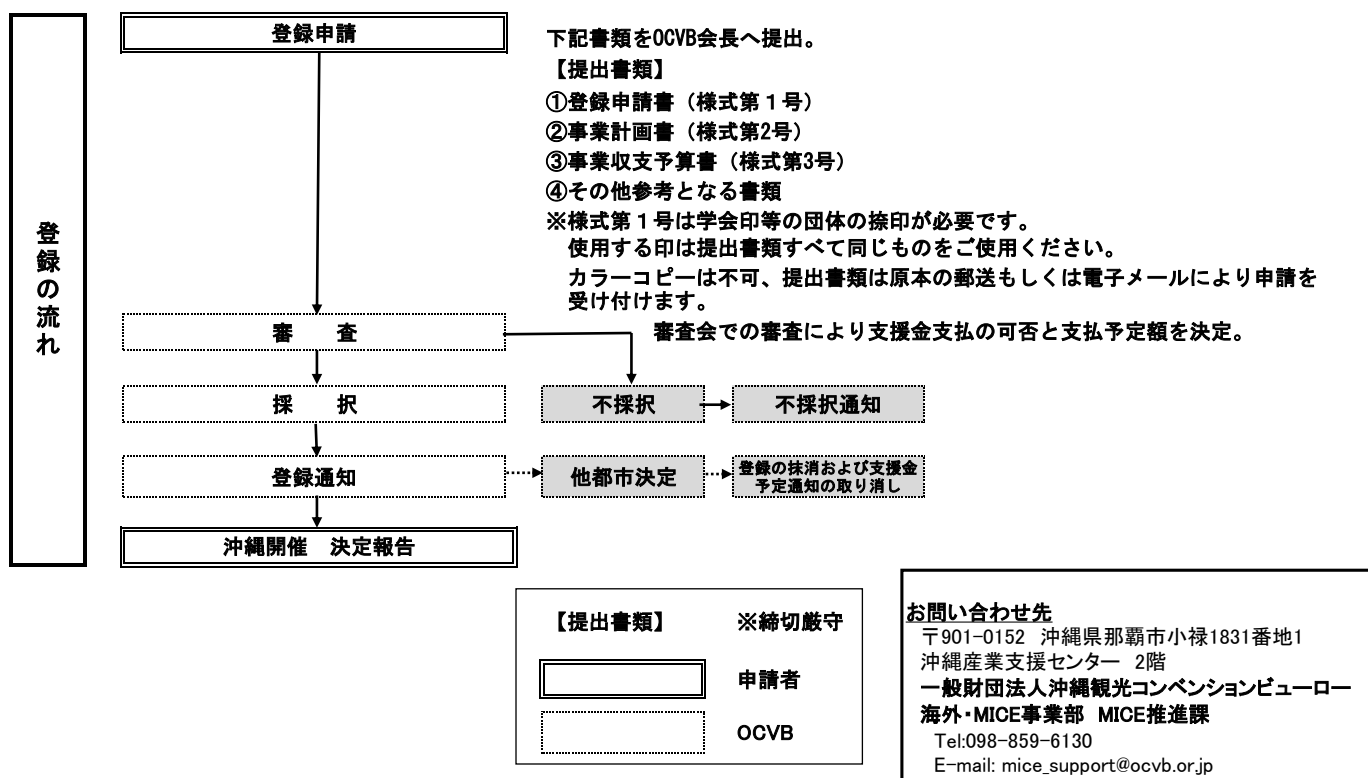 登録の流れ
登録申請
下記書類をOCVB会長へ提出。
【提出書類】
①登録申請書（様式第１号）
②事業計画書（様式第2号）
③事業収支予算書（様式第3号）
④その他参考となる書類
※様式第１号は学会印等の団体の捺印が必要です。
使用する印は提出書類すべて同じものをご使用ください。
カラーコピーは不可、提出書類は原本の郵送もしくは電子メールにより申請を
受け付けます。
審　査
審査会での審査により支援金支払の可否と支払予定額を決定。
採　択
不採択
不採択通知
登録通知
他都市決定
登録の抹消および支援金
予定通知の取り消し
沖縄開催　決定報告
【提出書類】　※締切厳守
申請者
OCVB
お問い合わせ先
〒901-0152 沖縄県那覇市小禄1831番地1
沖縄産業支援センター 2階
一般財団法人沖縄観光コンベンションビューロー
海外・MICE事業部 MICE推進課
Tel:098-859-6130
E-mail: mice_support@ocvb.or.jp